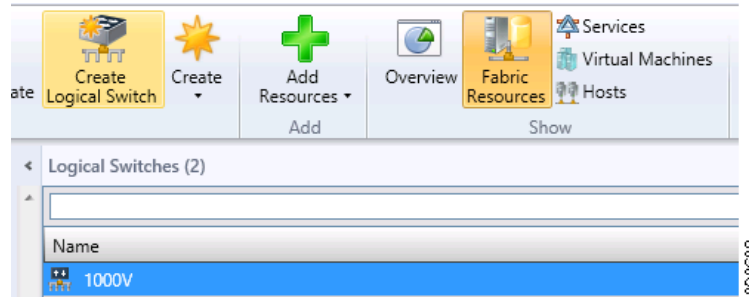 ate
Create Logical Switch
Create
Add Resources
Overview
Fabric Resources
Services
Virtual Machines
Hosts
Add
Show
Logical Switches (2)
Name
1000V